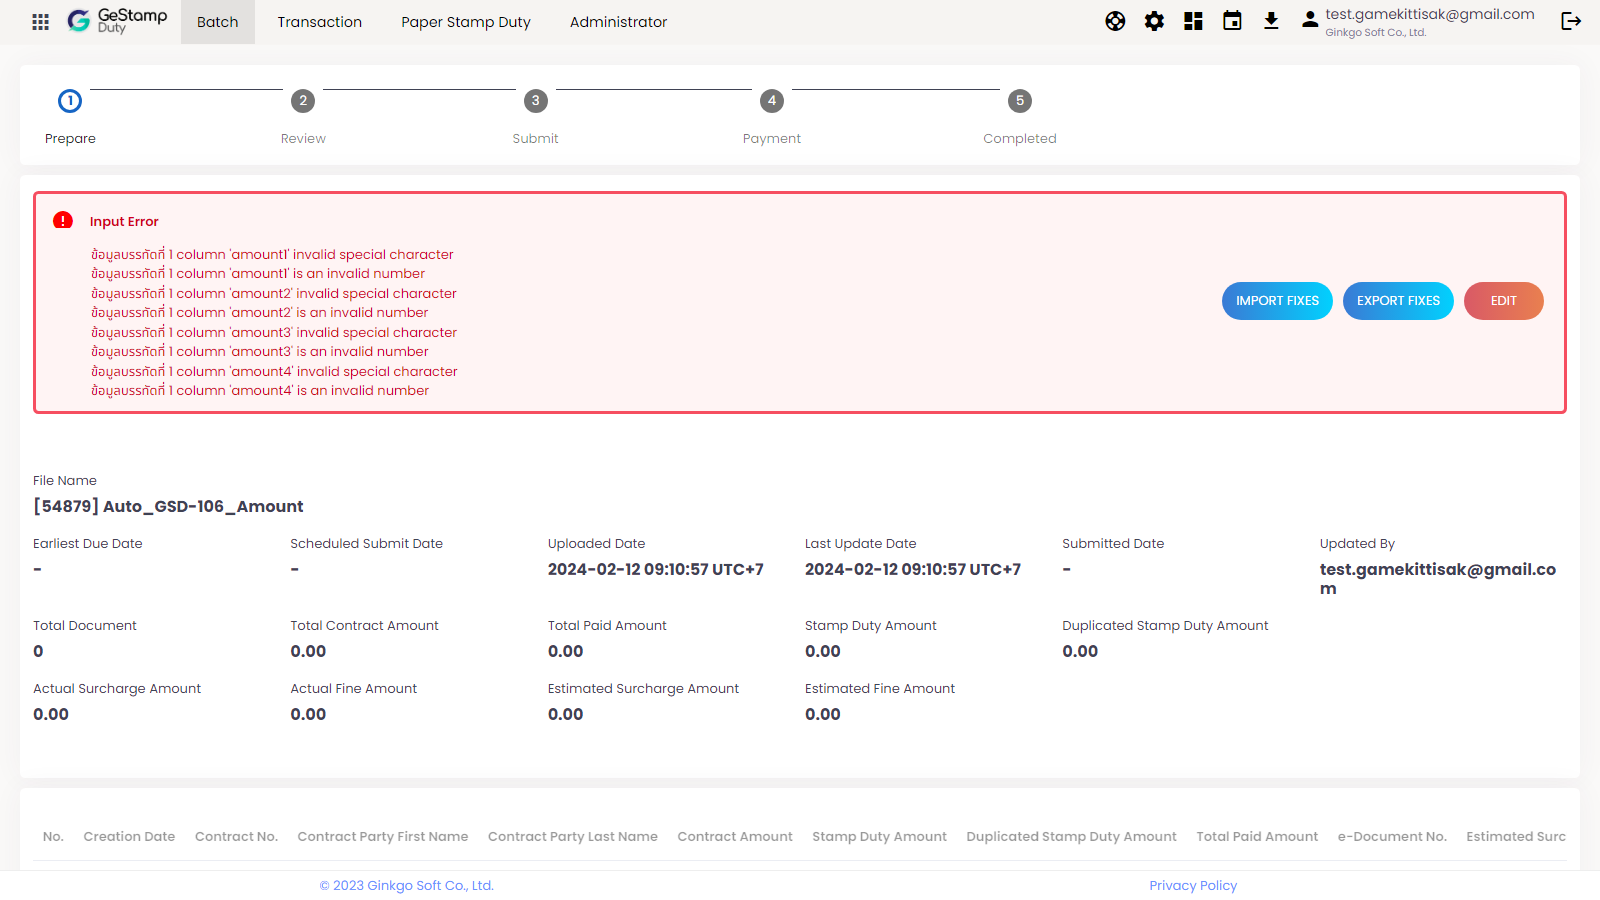 GeStamp
Duty
Batch
Transaction
Paper Stamp Duty
Administrator
test.gamekittisak@gmail.com
Ginkgo Soft Co., Ltd.
1
2
3
4
5
Prepare
Review
Submit
Payment
Completed
Input Error
ข้อมูลบรรทัดที่ 1 column 'amount1' invalid special character
ข้อมูลบรรทัดที่ 1 column 'amount1' is an invalid number
ข้อมูลบรรทัดที่ 1 column 'amount2' invalid special character
ข้อมูลบรรทัดที่ 1 column 'amount2' is an invalid number
ข้อมูลบรรทัดที่ 1 column 'amount3' invalid special character
ข้อมูลบรรทัดที่ 1 column 'amount3' is an invalid number
ข้อมูลบรรทัดที่ 1 column 'amount4' invalid special character
ข้อมูลบรรทัดที่ 1 column 'amount4' is an invalid number
IMPORT FIXES
EXPORT FIXES
EDIT
File Name
[54879] Auto_GSD-106_Amount
Earliest Due Date
-
Scheduled Submit Date
-
Uploaded Date
2024-02-12 09:10:57 UTC+7
Last Update Date
2024-02-12 09:10:57 UTC+7
Submitted Date
-
Updated By
test.gamekittisak@gmail.co
m
Total Document
0
Total Contract Amount
0.00
Total Paid Amount
0.00
Stamp Duty Amount
0.00
Duplicated Stamp Duty Amount
0.00
Actual Surcharge Amount
0.00
Actual Fine Amount
0.00
Estimated Surcharge Amount
0.00
Estimated Fine Amount
0.00
No.
Creation Date
Contract No.
Contract Party First Name
Contract Party Last Name
Contract Amount
Stamp Duty Amount
Duplicated Stamp Duty Amount
Total Paid Amount
e-Document No.
Estimated Surc
© 2023 Ginkgo Soft Co., Ltd.
Privacy Policy